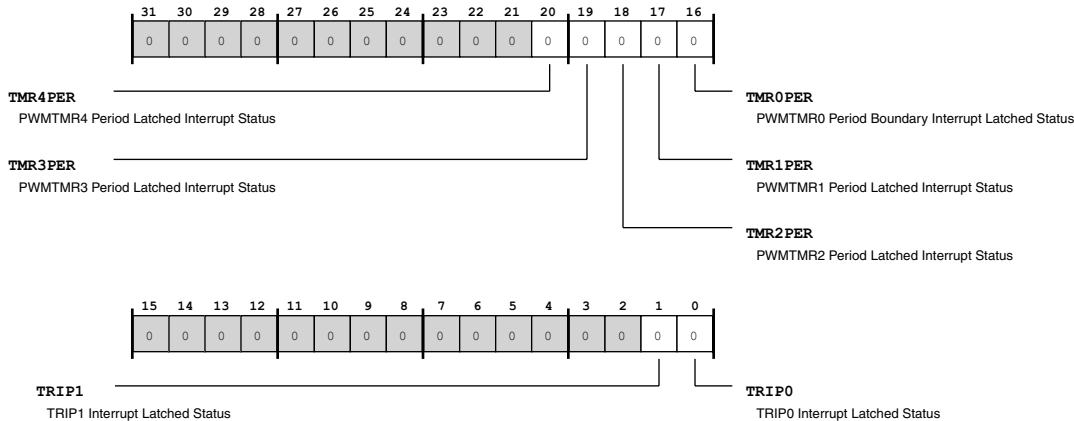 31 30 29 28 27 26 25 24 23 22 21 20 19 18 17 16
0 0 0 0 0 0 0 0 0 0 0 0 0 0 0 0
TMR4PER
PWMTMR4 Period Latched Interrupt Status
TMR0PER
PWMTMR0 Period Boundary Interrupt Latched Status
TMR3PER
PWMTMR3 Period Latched Interrupt Status
TMR1PER
PWMTMR1 Period Latched Interrupt Status
TMR2PER
PWMTMR2 Period Latched Interrupt Status
15 14 13 12 11 10 9 8 7 6 5 4 3 2 1 0
0 0 0 0 0 0 0 0 0 0 0 0 0 0 0 0
TRIP1
TRIP1 Interrupt Latched Status
TRIP0
TRIP0 Interrupt Latched Status